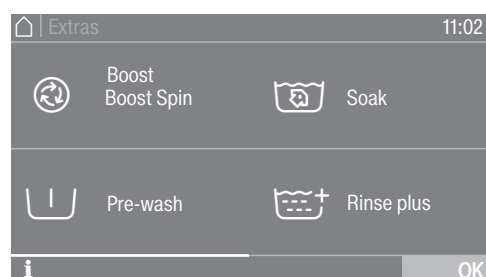 Extras
11:02
Boost
Boost Spin
Soak
Pre-wash
Rinse plus
i
OK